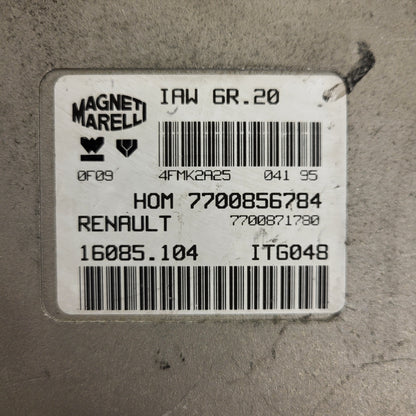 MAGNETI MARELLI
IAW 6R.20
0F09 4FMK2A25 041 95
HOM 7700856784
RENAULT 7700871780
16085.104 ITG048